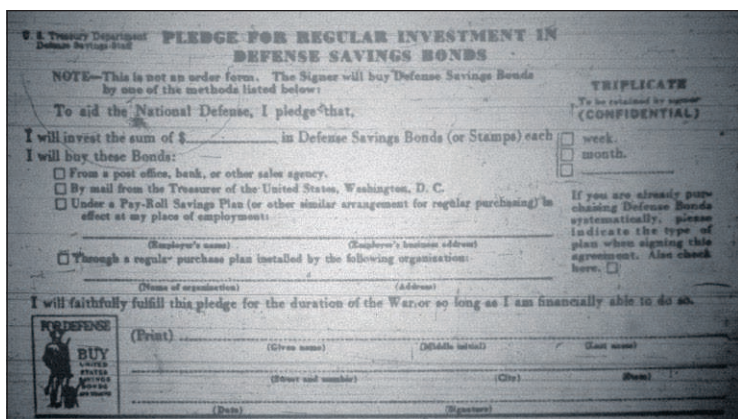 U. S. Treasury Department
Defense Savings Staff
PLEDGE FOR REGULAR INVESTMENT IN
DEFENSE SAVINGS BONDS
NOTE—This is not an order form. The Signer will buy Defense Savings Bonds
by one of the methods listed below:
TRIPLICATE
To be retained by signer
(CONFIDENTIAL)
To aid the National Defense, I pledge that,
I will invest the sum of $ in Defense Savings Bonds (or Stamps) each
week.
month.
I will buy these Bonds:
From a post office, bank, or other sales agency.
By mail from the Treasurer of the United States, Washington, D. C.
Under a Pay-Roll Savings Plan (or other similar arrangement for regular purchasing) in
effect at my place of employment:
(Employer's name) (Employer's business address)
Through a regular purchase plan installed by the following organization:
(Name of organization) (Address)
If you are already pur-
chasing Defense Bonds
systematically, please
indicate the type of
plan when signing this
agreement. Also check
here.
I will faithfully fulfill this pledge for the duration of the War, or so long as I am financially able to do so.
FOR DEFENSE
BUY
UNITED
STATES
SAVINGS
BONDS
AND STAMPS
(Print)
(Given name) (Middle initial) (Last name)
(Street and number) (City) (State)
(Date) (Signature)